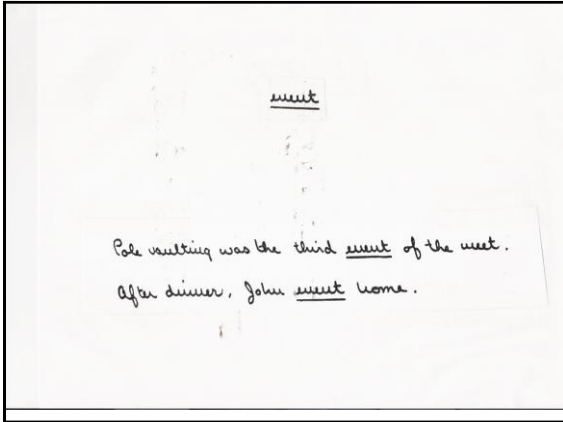 Pole vaulting was the third event of the meet.
After dinner, John went home.